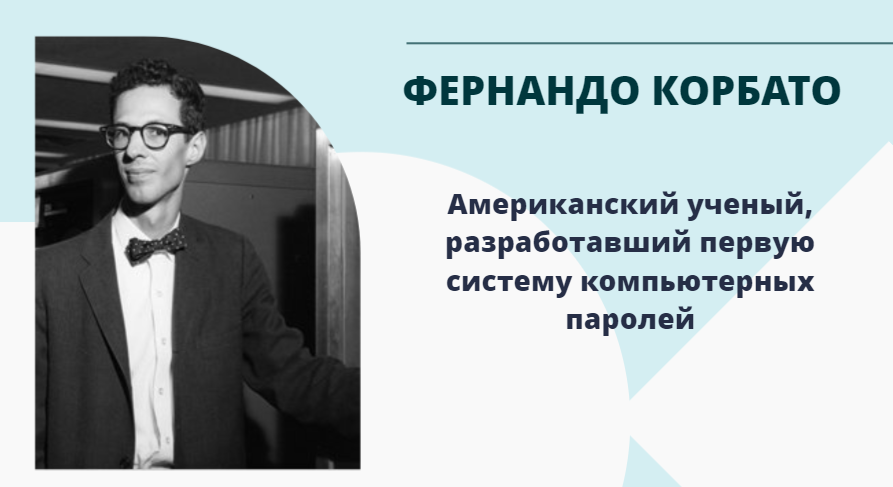 ФЕРНАНДО КОРБАТО
Американский ученый,
разработавший первую
систему компьютерных
паролей